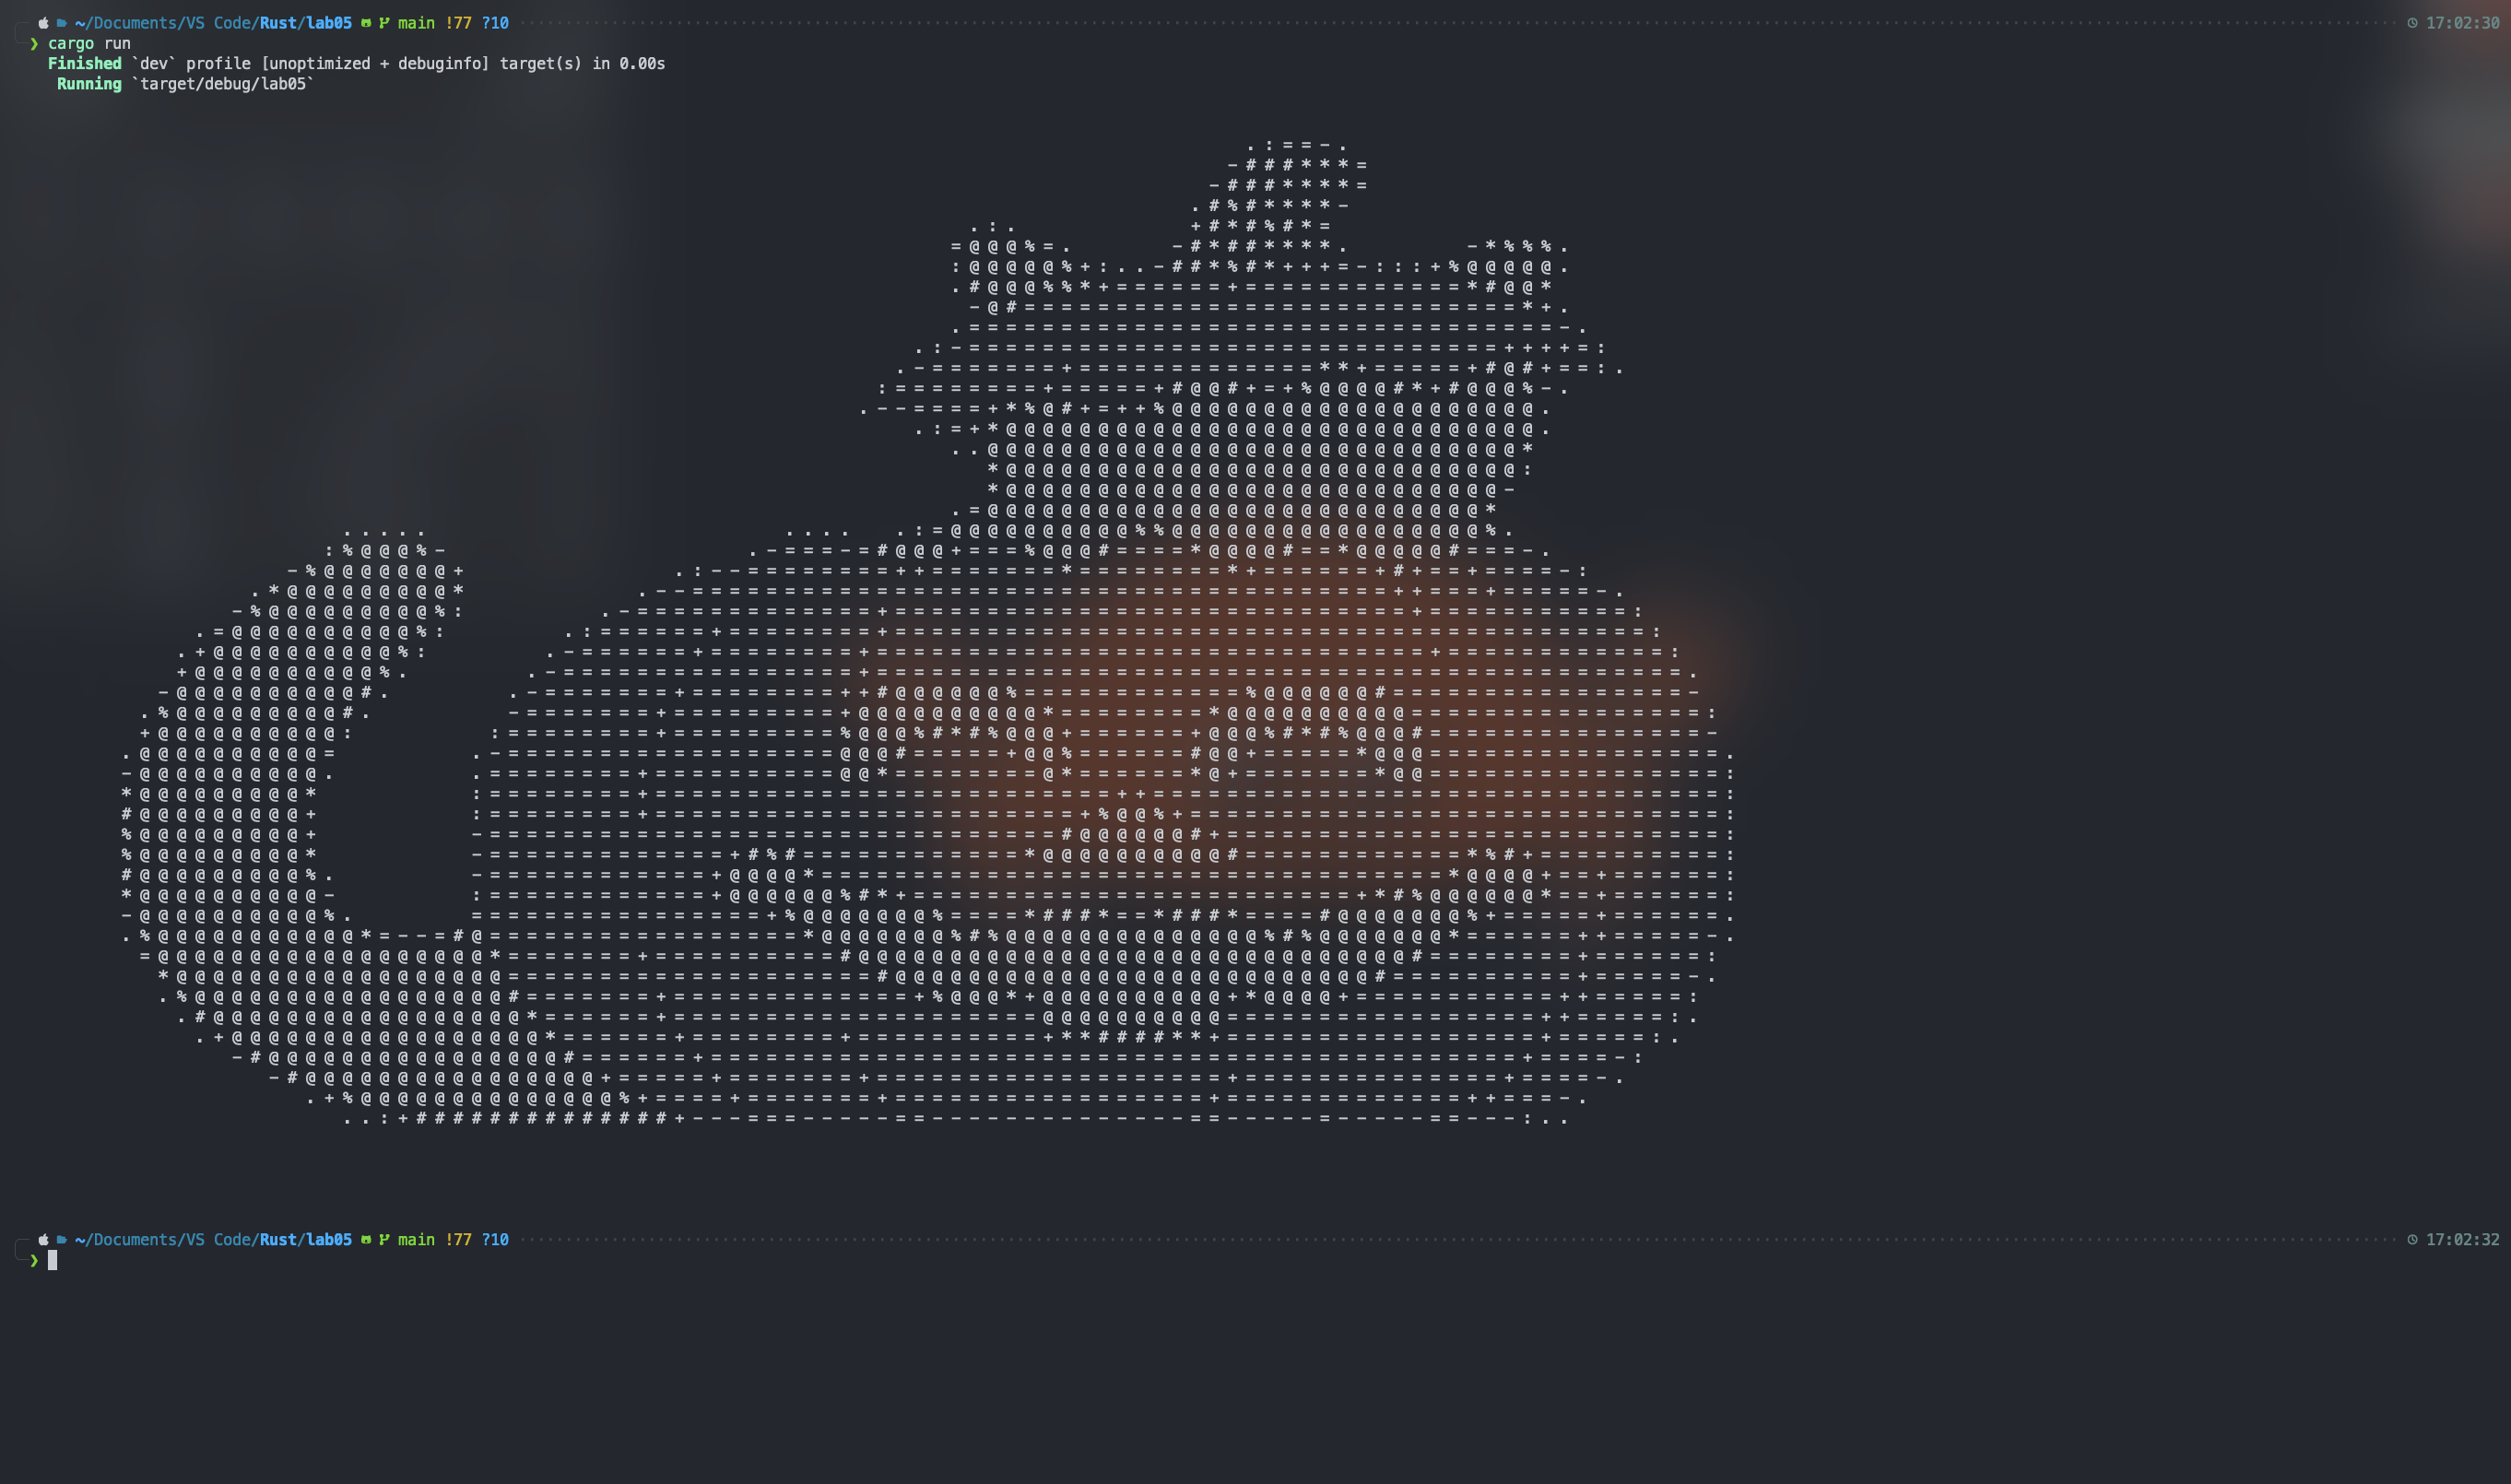 ~/Documents/VS Code/Rust/lab05 main !77 ?10 17:02:30
❯ cargo run
Finished `dev` profile [unoptimized + debuginfo] target(s) in 0.00s
Running `target/debug/lab05`
~/Documents/VS Code/Rust/lab05 main !77 ?10 17:02:32
❯